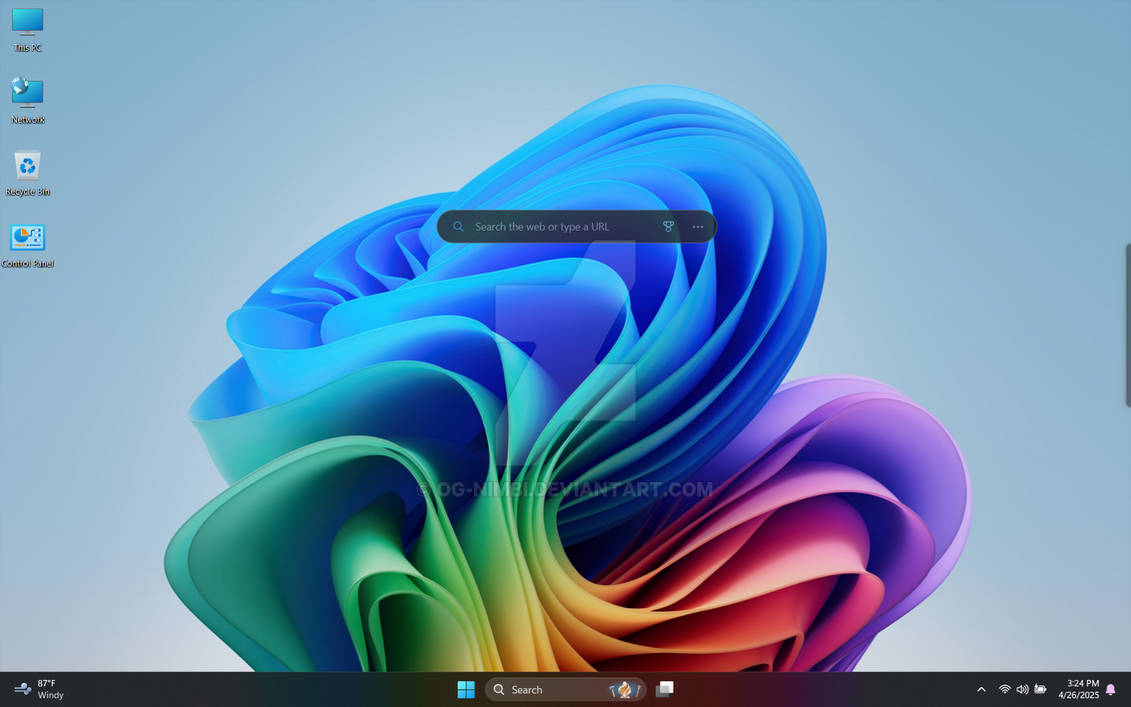 This PC
Network
Recycle Bin
Control Panel
Search the web or type a URL
© OG-NIMBI.DEVIANTART.COM
87°F
Windy
Search
3:24 PM
4/26/2025